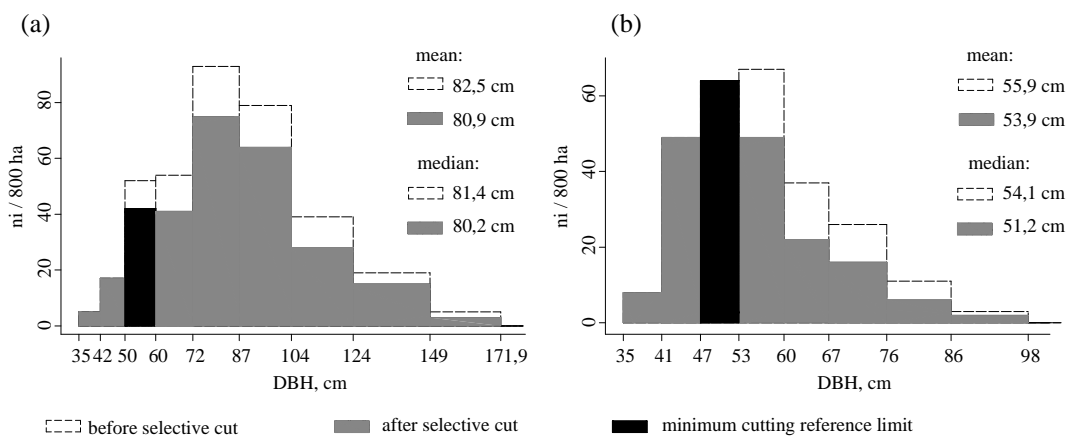 (a)
mean:
82,5 cm
80,9 cm
median:
81,4 cm
80,2 cm
ni / 800 ha
0 20 40 60 80
35 42 50 60 72 87 104 124 149 171,9
DBH, cm
(b)
mean:
55,9 cm
53,9 cm
median:
54,1 cm
51,2 cm
ni / 800 ha
0 20 40 60
35 41 47 53 60 67 76 86 98
DBH, cm
before selective cut after selective cut minimum cutting reference limit